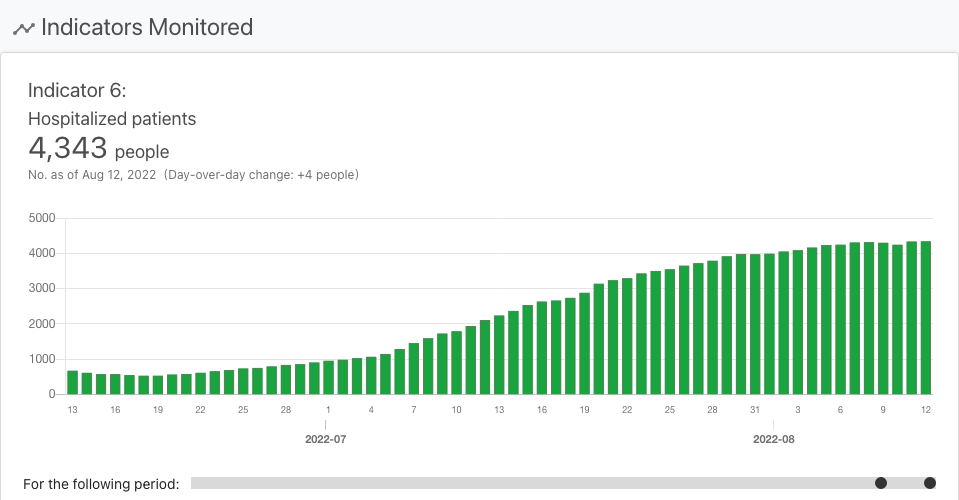 Indicators Monitored
Indicator 6:
Hospitalized patients
4,343 people
No. as of Aug 12, 2022 (Day-over-day change: +4 people)
5000
4000
3000
2000
1000
0
13 16 19 22 25 28 1 4 7 10 13 16 19 22 25 28 31 3 6 9 12
2022-07 2022-08
For the following period: